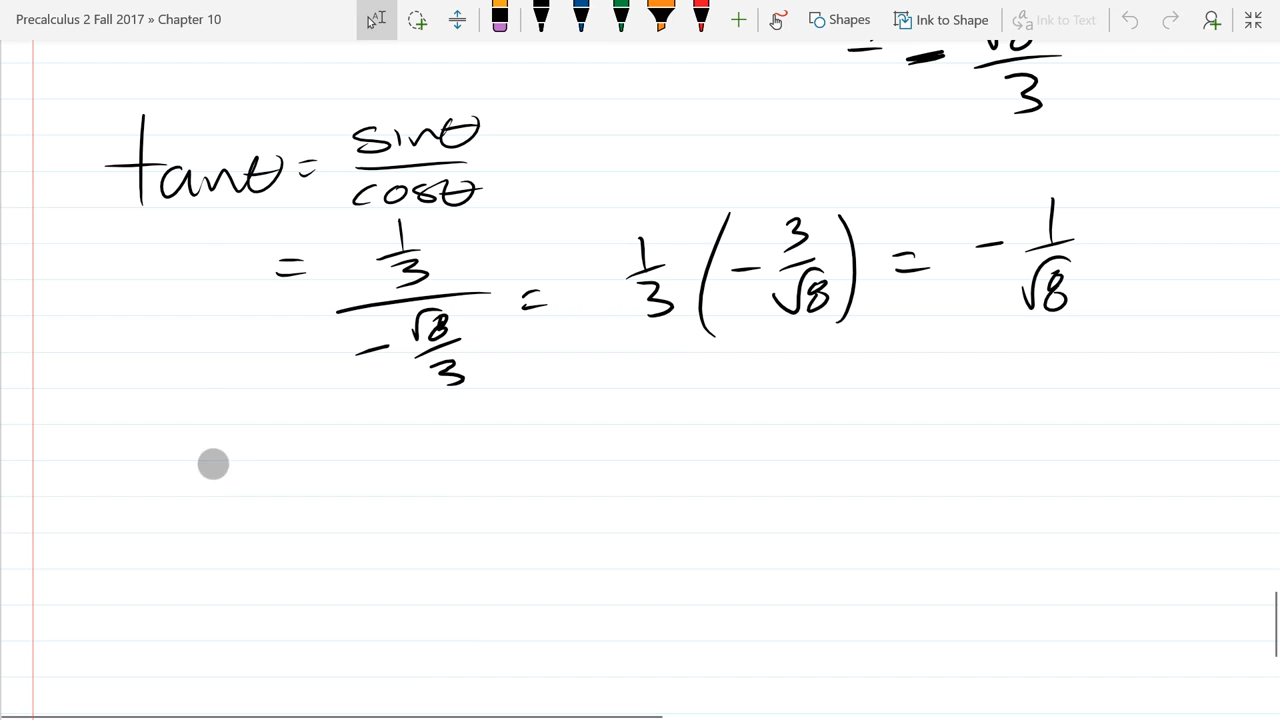 Precalculus 2 Fall 2017 » Chapter 10
Shapes
Ink to Shape
Ink to Text
= - √8/3
tanθ = sinθ/cosθ
= (1/3)/(-√8/3) = 1/3 (-3/√8) = -1/√8